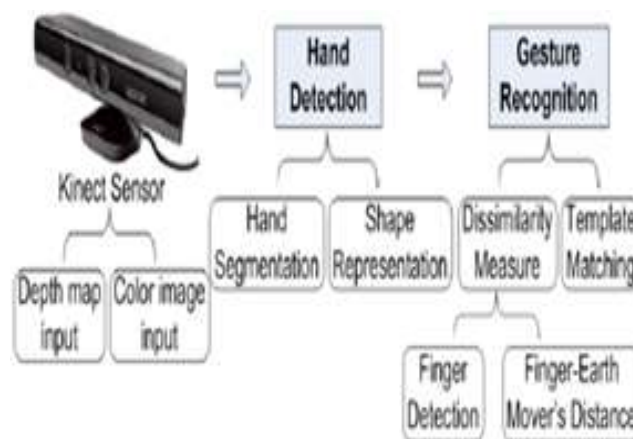 Hand
Detection
Gesture
Recognition
Kinect Sensor
Hand
Segmentation
Shape
Representation
Dissimilarity
Measure
Template
Matching
Depth map
input
Color image
input
Finger
Detection
Finger-Earth
Mover's Distance